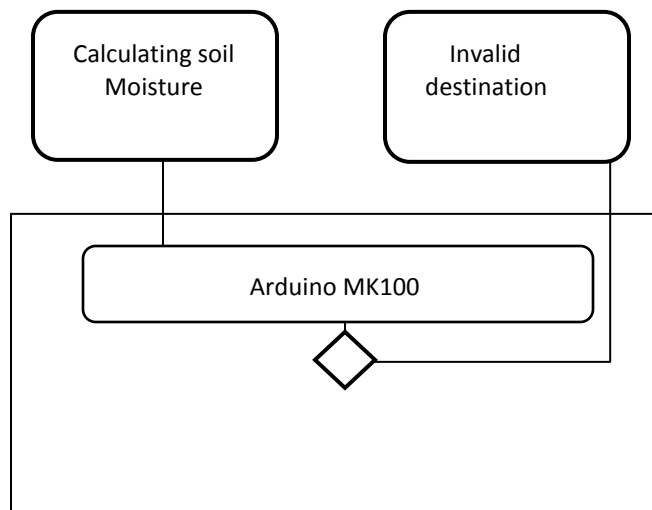 Calculating soil
Moisture
Invalid
destination
Arduino MK100